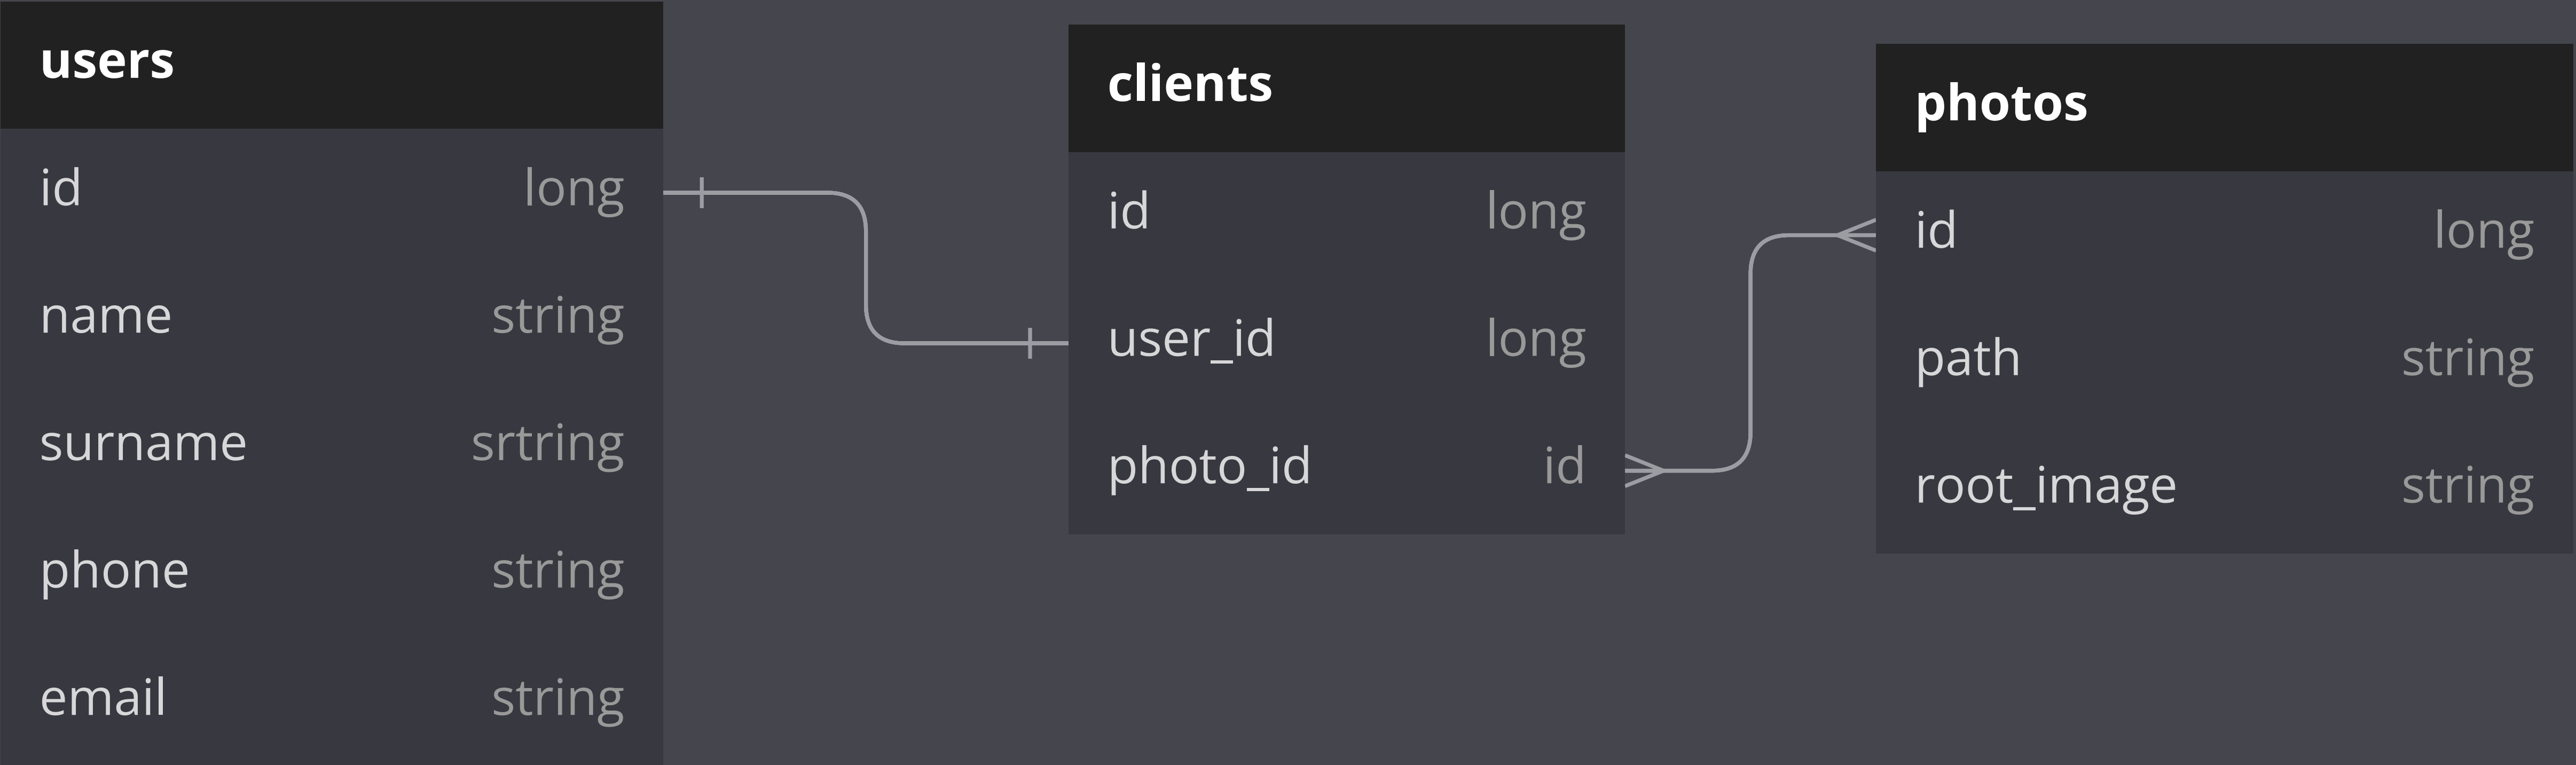 users
id long
name string
surname srtring
phone string
email string
clients
id long
user_id long
photo_id id
photos
id long
path string
root_image string